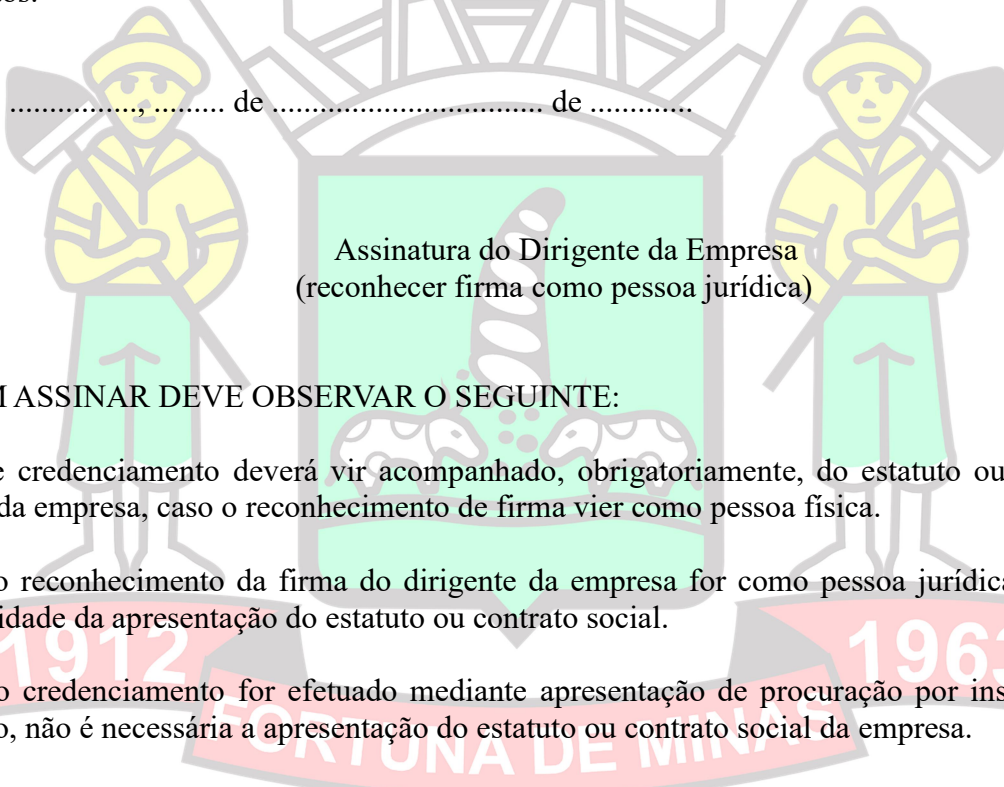 ................, ......... de .................................. de .............
Assinatura do Dirigente da Empresa
(reconhecer firma como pessoa jurídica)
ASSINAR DEVE OBSERVAR O SEGUINTE:
credenciamento deverá vir acompanhado, obrigatoriamente, do estatuto ou
da empresa, caso o reconhecimento de firma vier como pessoa física.
o reconhecimento da firma do dirigente da empresa for como pessoa jurídica
da apresentação do estatuto ou contrato social.
o credenciamento for efetuado mediante apresentação de procuração por
não é necessária a apresentação do estatuto ou contrato social da empresa.
1912
1963
FORTUNA DE MINAS